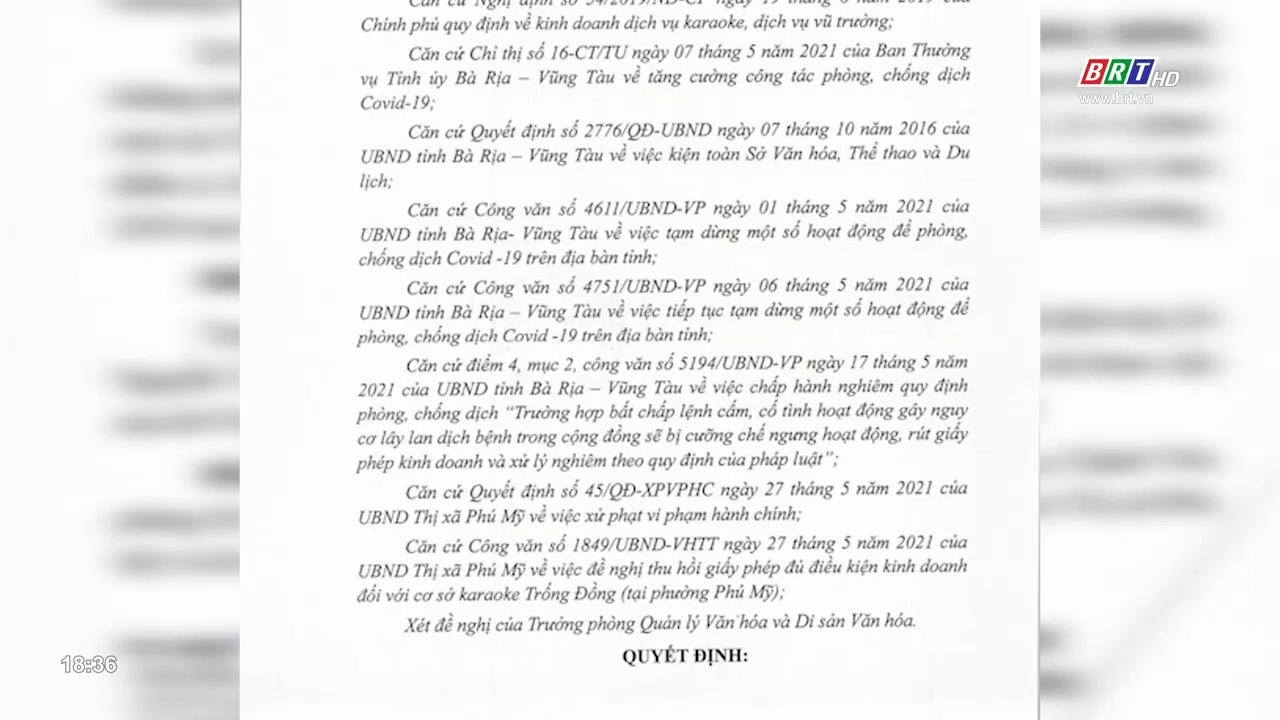 Căn cứ Nghị định số 54/2019/NĐ-CP ngày 19 tháng 6 năm 2019 của
Chính phủ quy định về kinh doanh dịch vụ karaoke, dịch vụ vũ trường;
Căn cứ Chỉ thị số 16-CT/TU ngày 07 tháng 5 năm 2021 của Ban Thường
vụ Tỉnh ủy Bà Rịa – Vũng Tàu về tăng cường công tác phòng, chống dịch
Covid-19;
Căn cứ Quyết định số 2776/QĐ-UBND ngày 07 tháng 10 năm 2016 của
UBND tỉnh Bà Rịa – Vũng Tàu về việc kiện toàn Sở Văn hóa, Thể thao và Du
lịch;
Căn cứ Công văn số 4611/UBND-VP ngày 01 tháng 5 năm 2021 của
UBND tỉnh Bà Rịa- Vũng Tàu về việc tạm dừng một số hoạt động để phòng,
chống dịch Covid -19 trên địa bàn tỉnh;
Căn cứ Công văn số 4751/UBND-VP ngày 06 tháng 5 năm 2021 của
UBND tỉnh Bà Rịa – Vũng Tàu về việc tiếp tục tạm dừng một số hoạt động để
phòng, chống dịch Covid -19 trên địa bàn tỉnh;
Căn cứ điểm 4, mục 2, công văn số 5194/UBND-VP ngày 17 tháng 5 năm
2021 của UBND tỉnh Bà Rịa – Vũng Tàu về việc chấp hành nghiêm quy định
phòng, chống dịch “Trường hợp bất chấp lệnh cấm, cố tình hoạt động gây nguy
cơ lây lan dịch bệnh trong cộng đồng sẽ bị cưỡng chế ngưng hoạt động, rút giấy
phép kinh doanh và xử lý nghiêm theo quy định của pháp luật”;
Căn cứ Quyết định số 45/QĐ-XPVPHC ngày 27 tháng 5 năm 2021 của
UBND Thị xã Phú Mỹ về việc xử phạt vi phạm hành chính;
Căn cứ Công văn số 1849/UBND-VHTT ngày 27 tháng 5 năm 2021 của
UBND Thị xã Phú Mỹ về việc đề nghị thu hồi giấy phép đủ điều kiện kinh doanh
đối với cơ sở karaoke Trống Đồng (tại phường Phú Mỹ);
Xét đề nghị của Trưởng phòng Quản lý Văn hóa và Di sản Văn hóa.
QUYẾT ĐỊNH:
BRT HD
www.brt.vn
18:36